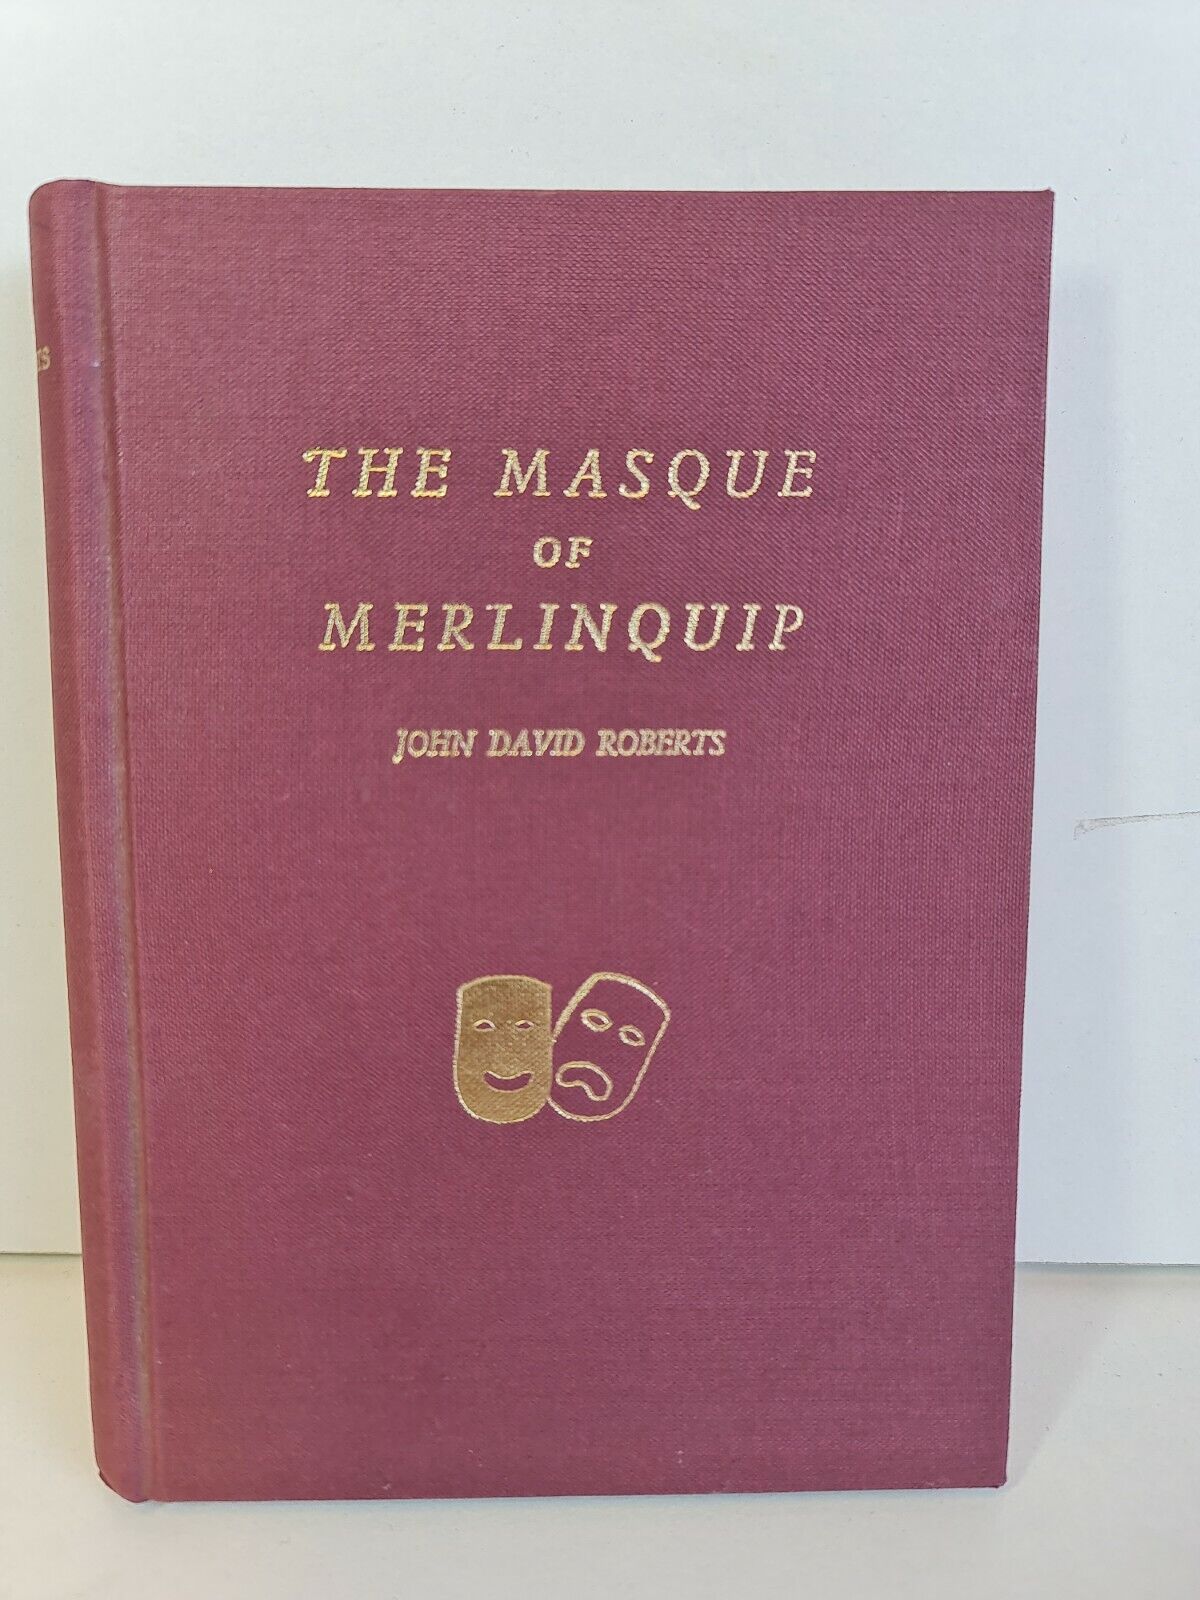 THE MASQUE
OF
MERLINQUIP
JOHN DAVID ROBERTS